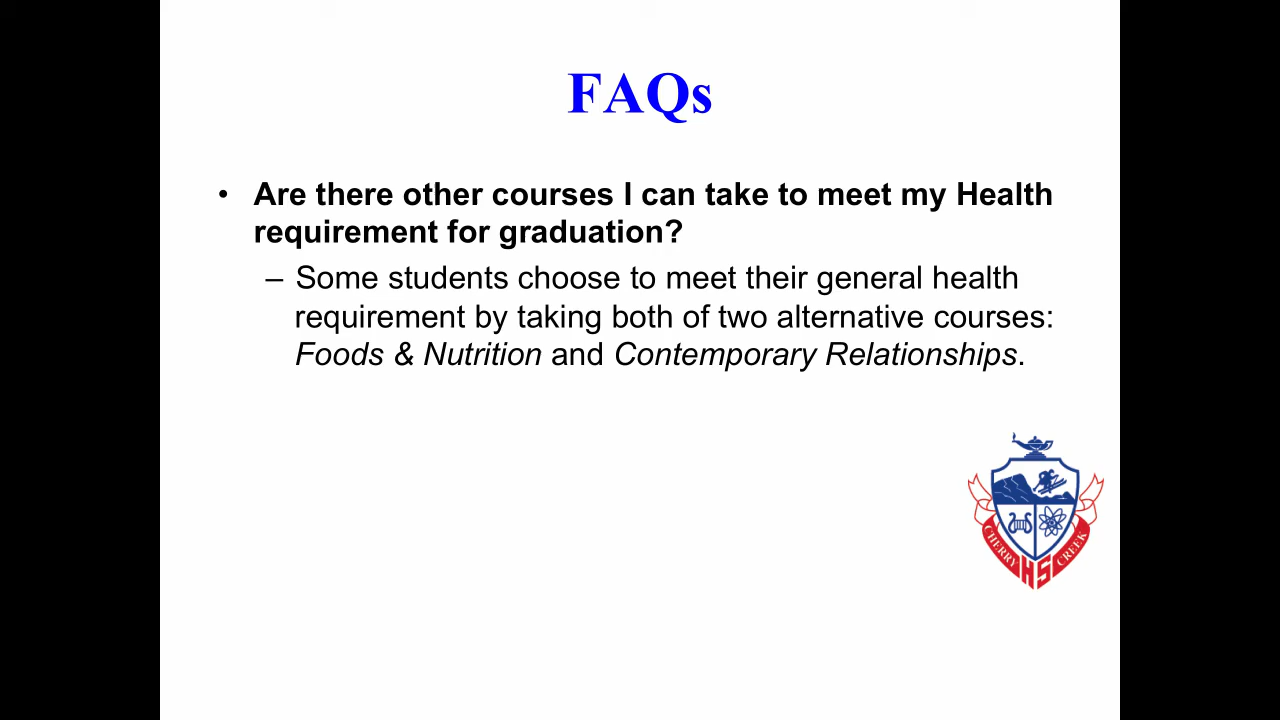 FAQs
• Are there other courses I can take to meet my Health
requirement for graduation?
– Some students choose to meet their general health
requirement by taking both of two alternative courses:
Foods & Nutrition and Contemporary Relationships.
CHERRY HS CREEK